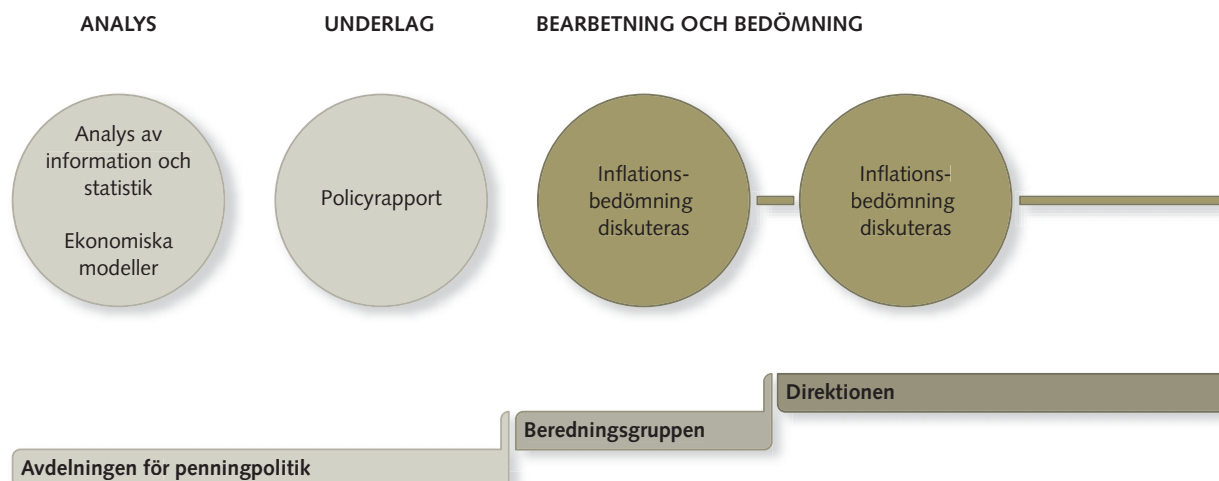 ANALYS
UNDERLAG
BEARBETNING OCH BEDÖMNING
Analys av
information och
statistik
Ekonomiska
modeller
Policyrapport
Inflations-
bedömning
diskuteras
Inflations-
bedömning
diskuteras
Direktionen
Beredningsgruppen
Avdelningen för penningpolitik